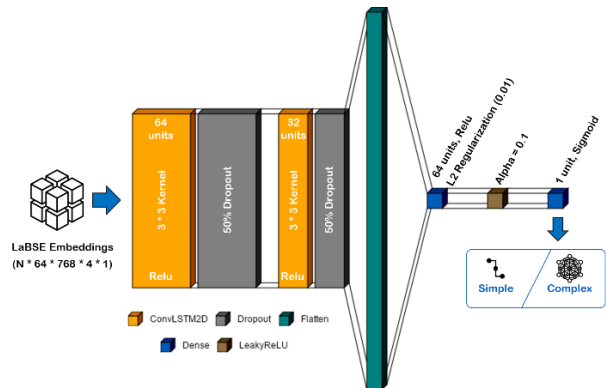 LaBSE Embeddings
(N * 64 * 768 * 4 * 1)
64
units
3 * 3 Kernel
Relu
50% Dropout
32
units
3 * 3 Kernel
Relu
50% Dropout
64 units, Relu
L2 Regularization (0.01)
Alpha = 0.1
1 unit, Sigmoid
Simple
Complex
ConvLSTM2D
Dropout
Flatten
Dense
LeakyReLU